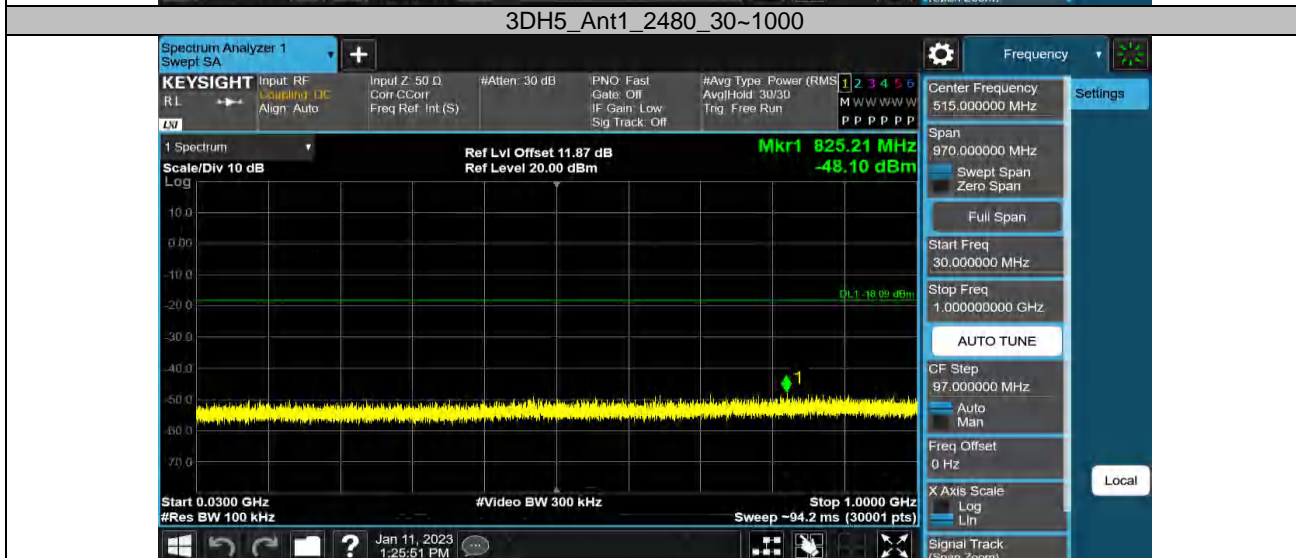 3DH5_Ant1_2480_30~1000
Spectrum Analyzer 1
Swept SA
Frequency
Settings
KEYSIGHT
RL
LXI
Input: RF
Coupling: DC
Align: Auto
Input Z: 50 Ω
Corr CCorr
Freq Ref: Int (S)
#Atten: 30 dB
PNO: Fast
Gate: Off
IF Gain: Low
Sig Track: Off
#Avg Type: Power (RMS
Avg|Hold: 30/30
Trig: Free Run
1 2 3 4 5 6
M W W W W W
P P P P P P
1 Spectrum
Scale/Div 10 dB
Log
Ref Lvl Offset 11.87 dB
Ref Level 20.00 dBm
Mkr1 825.21 MHz
-48.10 dBm
10.0
0.00
-10.0
-20.0
-30.0
-40.0
-50.0
-60.0
-70.0
DL1 -18.09 dBm
1
Start 0.0300 GHz
#Res BW 100 kHz
#Video BW 300 kHz
Stop 1.0000 GHz
Sweep ~94.2 ms (30001 pts)
Jan 11, 2023
1:25:51 PM
Center Frequency
515.000000 MHz
Span
970.000000 MHz
Swept Span
Zero Span
Full Span
Start Freq
30.000000 MHz
Stop Freq
1.000000000 GHz
AUTO TUNE
CF Step
97.000000 MHz
Auto
Man
Freq Offset
0 Hz
X Axis Scale
Log
Lin
Signal Track
(Span Zoom)
Local